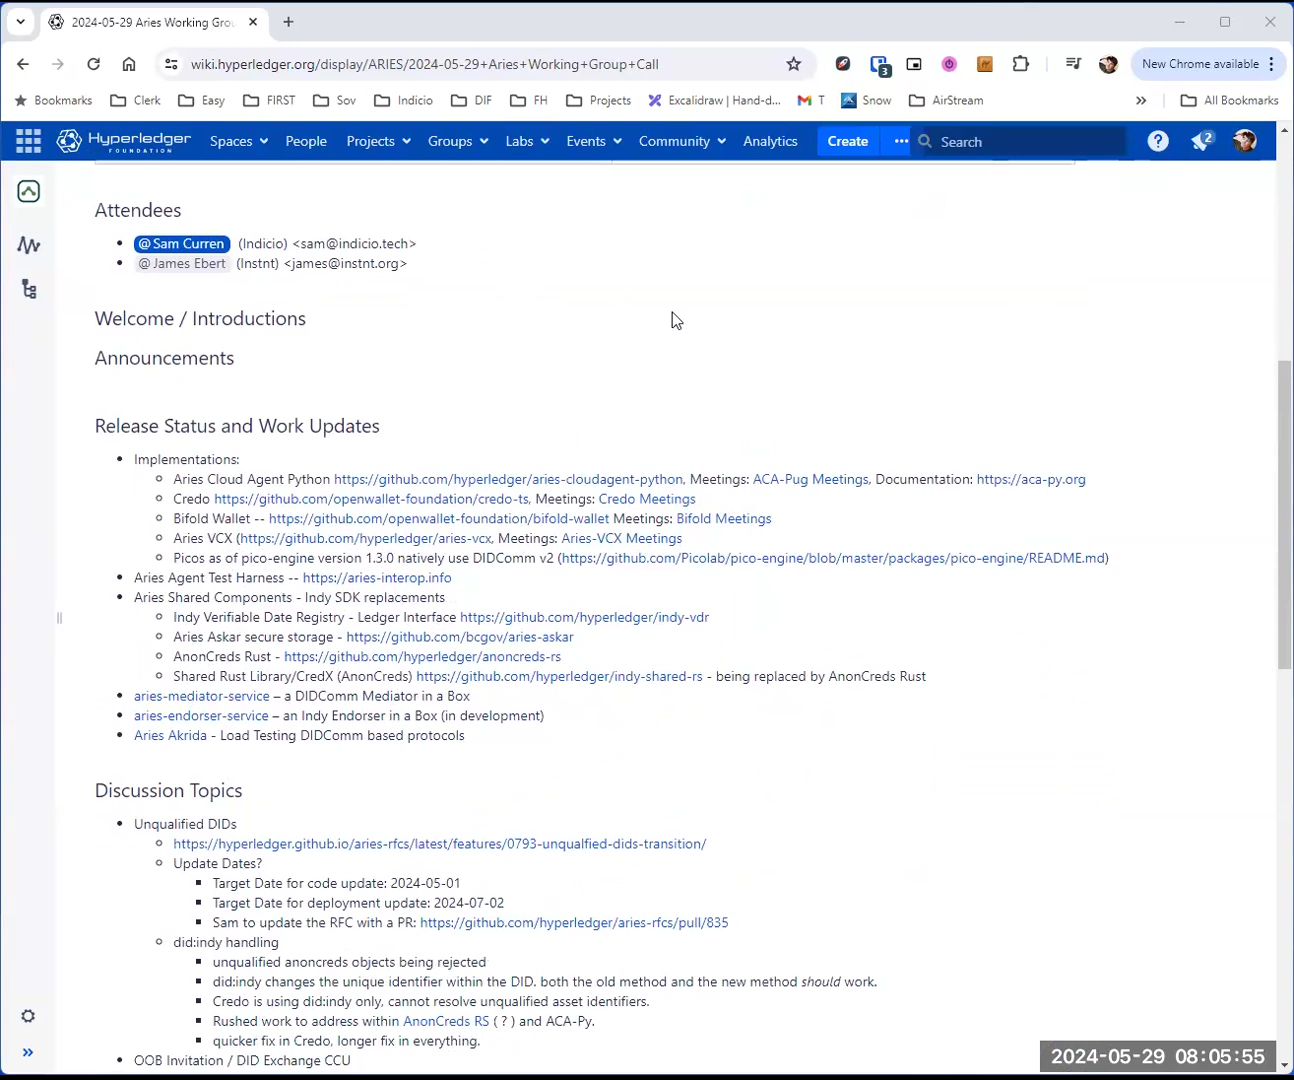 2024-05-29 Aries Working Gro
wiki.hyperledger.org/display/ARIES/2024-05-29+Aries+Working+Group+Call
3
New Chrome available
Bookmarks Clerk Easy FIRST Sov Indicio DIF FH Projects Excalidraw | Hand-d... T Snow AirStream » All Bookmarks
HYPERLEDGER FOUNDATION Spaces People Projects Groups Labs Events Community Analytics Create ••• Search ? 2
Attendees
• @Sam Curren (Indicio) <sam@indicio.tech>
• @James Ebert (Instnt) <james@instnt.org>
Welcome / Introductions
Announcements
Release Status and Work Updates
• Implementations:
◦ Aries Cloud Agent Python https://github.com/hyperledger/aries-cloudagent-python, Meetings: ACA-Pug Meetings, Documentation: https://aca-py.org
◦ Credo https://github.com/openwallet-foundation/credo-ts, Meetings: Credo Meetings
◦ Bifold Wallet -- https://github.com/openwallet-foundation/bifold-wallet Meetings: Bifold Meetings
◦ Aries VCX (https://github.com/hyperledger/aries-vcx, Meetings: Aries-VCX Meetings
◦ Picos as of pico-engine version 1.3.0 natively use DIDComm v2 (https://github.com/Picolab/pico-engine/blob/master/packages/pico-engine/README.md)
• Aries Agent Test Harness -- https://aries-interop.info
• Aries Shared Components - Indy SDK replacements
◦ Indy Verifiable Date Registry - Ledger Interface https://github.com/hyperledger/indy-vdr
◦ Aries Askar secure storage - https://github.com/bcgov/aries-askar
◦ AnonCreds Rust - https://github.com/hyperledger/anoncreds-rs
◦ Shared Rust Library/CredX (AnonCreds) https://github.com/hyperledger/indy-shared-rs - being replaced by AnonCreds Rust
• aries-mediator-service – a DIDComm Mediator in a Box
• aries-endorser-service – an Indy Endorser in a Box (in development)
• Aries Akrida - Load Testing DIDComm based protocols
Discussion Topics
• Unqualified DIDs
◦ https://hyperledger.github.io/aries-rfcs/latest/features/0793-unqualfied-dids-transition/
◦ Update Dates?
▪ Target Date for code update: 2024-05-01
▪ Target Date for deployment update: 2024-07-02
▪ Sam to update the RFC with a PR: https://github.com/hyperledger/aries-rfcs/pull/835
◦ did:indy handling
▪ unqualified anoncreds objects being rejected
▪ did:indy changes the unique identifier within the DID. both the old method and the new method should work.
▪ Credo is using did:indy only, cannot resolve unqualified asset identifiers.
▪ Rushed work to address within AnonCreds RS ( ? ) and ACA-Py.
▪ quicker fix in Credo, longer fix in everything.
• OOB Invitation / DID Exchange CCU
2024-05-29 08:05:55